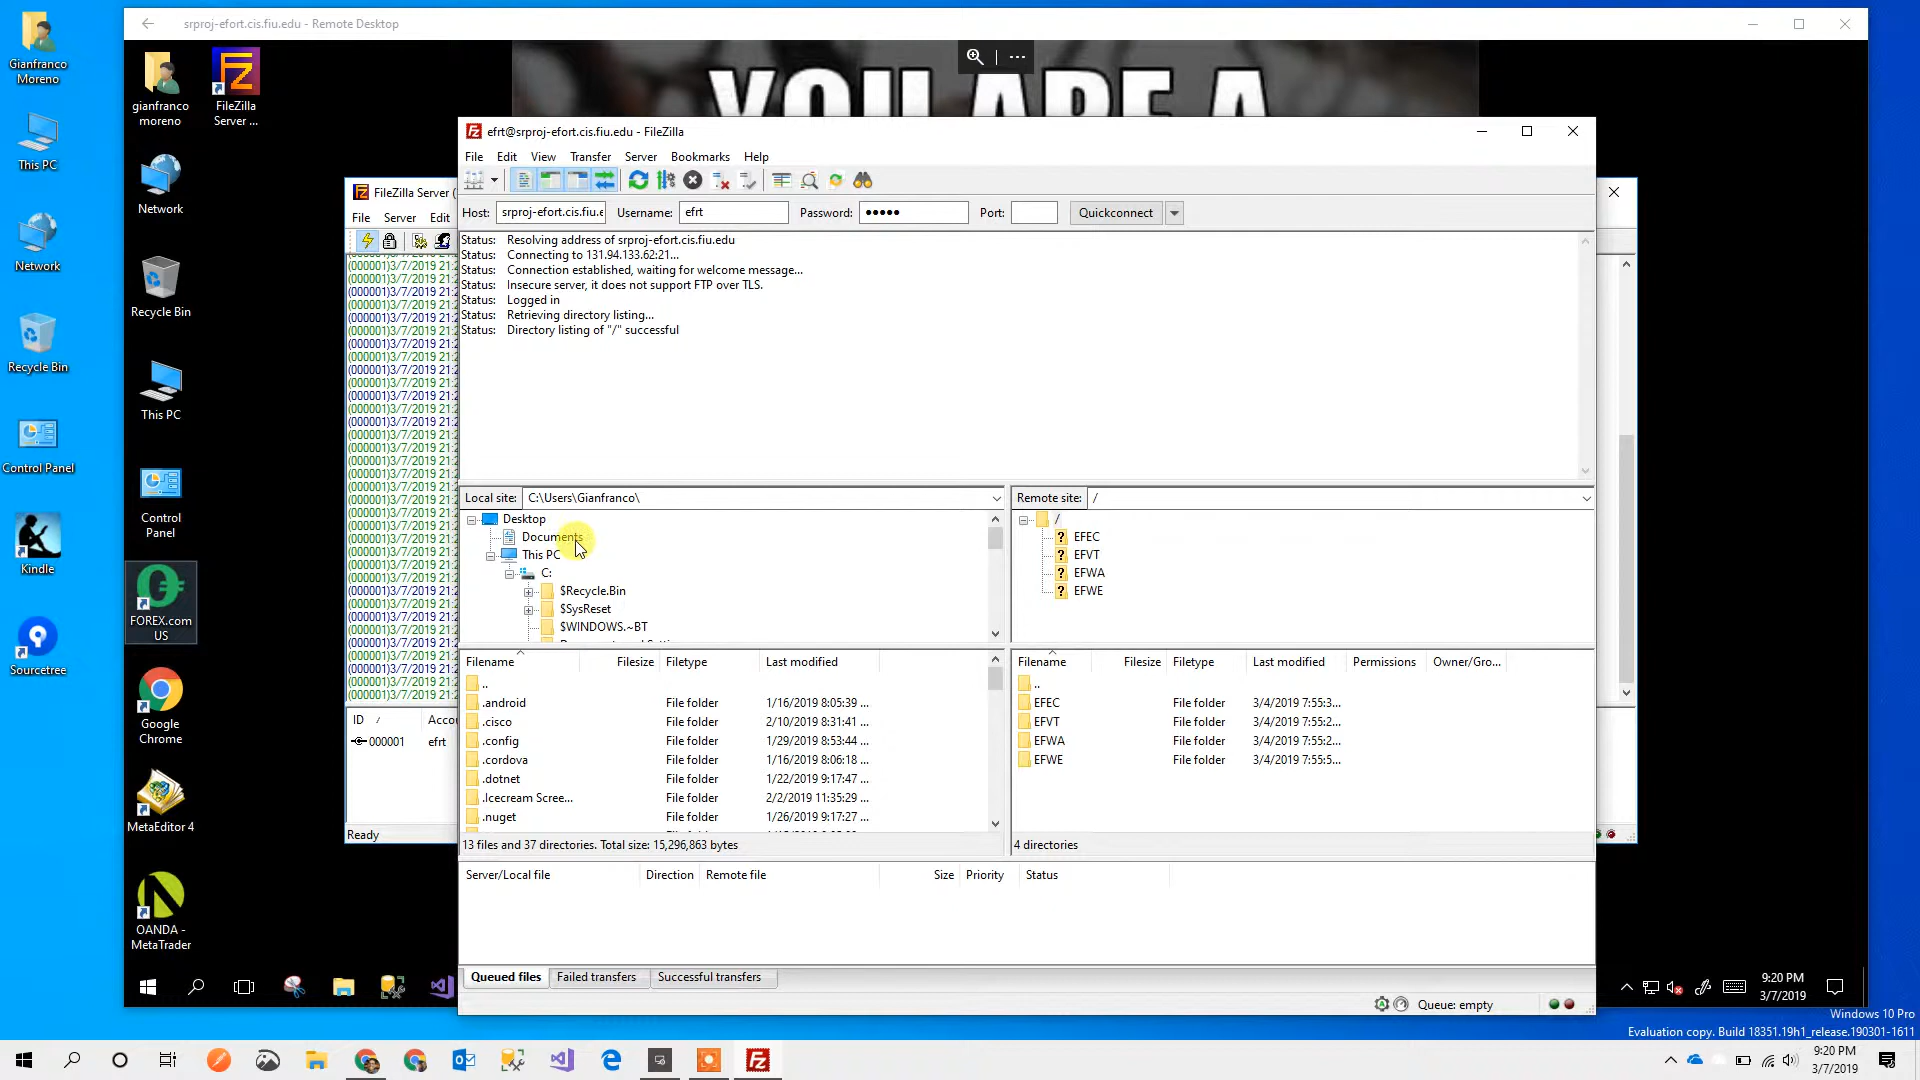 srproj-efort.cis.fiu.edu - Remote Desktop
YOU ARE A
Gianfranco
Moreno
This PC
Network
Recycle Bin
Control Panel
Kindle
Sourcetree
gianfranco
moreno
FileZilla
Server ...
Network
Recycle Bin
This PC
Control
Panel
FOREX.com
US
Google
Chrome
MetaEditor 4
OANDA -
MetaTrader
FileZilla Server (
File Server Edit
(000001)3/7/2019 21:2
ID / Accou
000001 efrt
Ready
efrt@srproj-efort.cis.fiu.edu - FileZilla
File Edit View Transfer Server Bookmarks Help
Host: srproj-efort.cis.fiu.e Username: efrt Password: ●●●●● Port: Quickconnect
Status: Resolving address of srproj-efort.cis.fiu.edu
Status: Connecting to 131.94.133.62:21...
Status: Connection established, waiting for welcome message...
Status: Insecure server, it does not support FTP over TLS.
Status: Logged in
Status: Retrieving directory listing...
Status: Directory listing of "/" successful
Local site: C:\Users\Gianfranco\
Desktop
Documents
This PC
C:
$Recycle.Bin
$SysReset
$WINDOWS.~BT
Remote site: /
/
EFEC
EFVT
EFWA
EFWE
Filename Filesize Filetype Last modified
..
.android File folder 1/16/2019 8:05:39 ...
.cisco File folder 2/10/2019 8:31:41 ...
.config File folder 1/29/2019 8:53:44 ...
.cordova File folder 1/16/2019 8:06:18 ...
.dotnet File folder 1/22/2019 9:17:47 ...
.Icecream Scree... File folder 2/2/2019 11:35:29 ...
.nuget File folder 1/26/2019 9:17:27 ...
13 files and 37 directories. Total size: 15,296,863 bytes
Filename Filesize Filetype Last modified Permissions Owner/Gro...
..
EFEC File folder 3/4/2019 7:55:3...
EFVT File folder 3/4/2019 7:55:2...
EFWA File folder 3/4/2019 7:55:2...
EFWE File folder 3/4/2019 7:55:5...
4 directories
Server/Local file Direction Remote file Size Priority Status
Queued files Failed transfers Successful transfers
Queue: empty
9:20 PM
3/7/2019
Windows 10 Pro
Evaluation copy. Build 18351.19h1_release.190301-1611
9:20 PM
3/7/2019